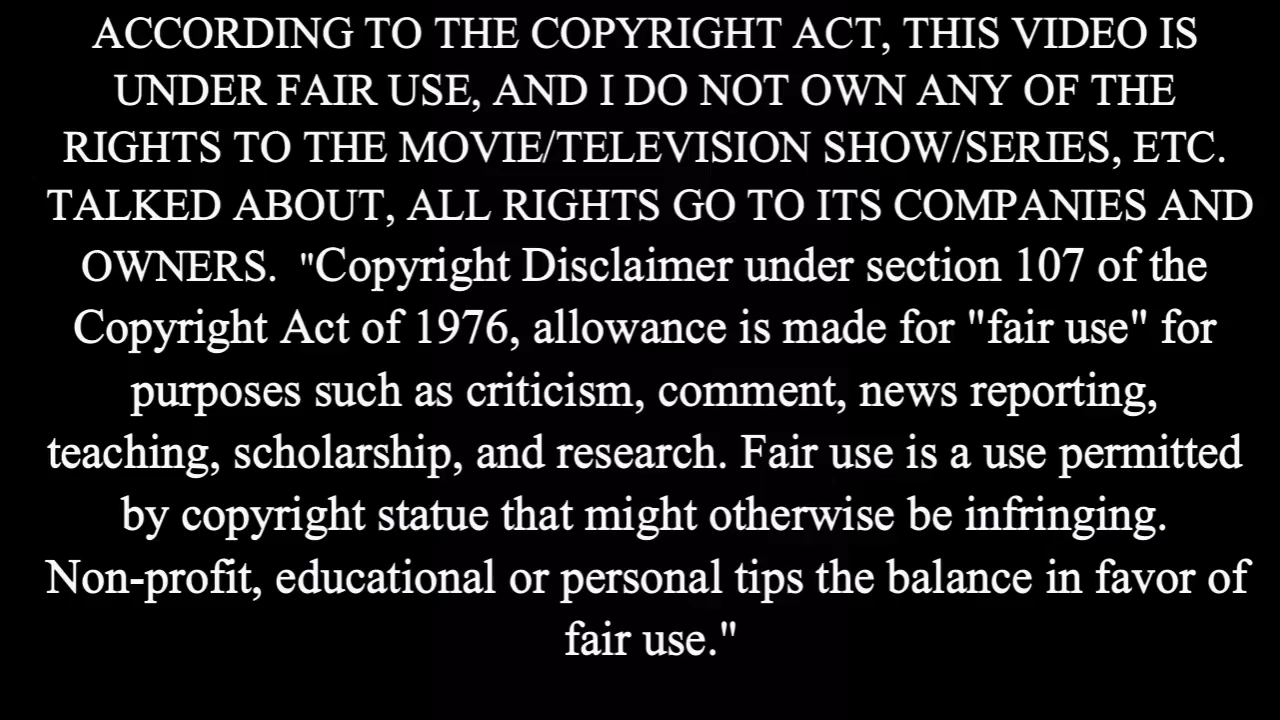 ACCORDING TO THE COPYRIGHT ACT, THIS VIDEO IS
UNDER FAIR USE, AND I DO NOT OWN ANY OF THE
RIGHTS TO THE MOVIE/TELEVISION SHOW/SERIES, ETC.
TALKED ABOUT, ALL RIGHTS GO TO ITS COMPANIES AND
OWNERS. "Copyright Disclaimer under section 107 of the
Copyright Act of 1976, allowance is made for "fair use" for
purposes such as criticism, comment, news reporting,
teaching, scholarship, and research. Fair use is a use permitted
by copyright statue that might otherwise be infringing.
Non-profit, educational or personal tips the balance in favor of
fair use."